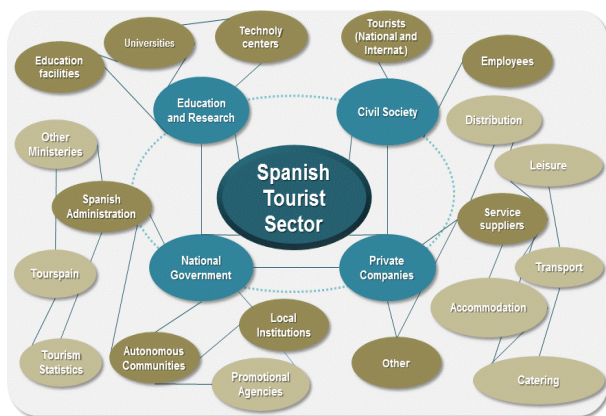 Universities
Technoly
centers
Tourists
(National and
Internat.)
Education
facilities
Employees
Education
and Research
Civil Society
Distribution
Other
Ministeries
Leisure
Spanish
Tourist
Sector
Spanish
Administration
Service
suppliers
National
Government
Private
Companies
Tourspain
Transport
Accommodation
Local
Institutions
Tourism
Statistics
Autonomous
Communities
Other
Promotional
Agencies
Catering